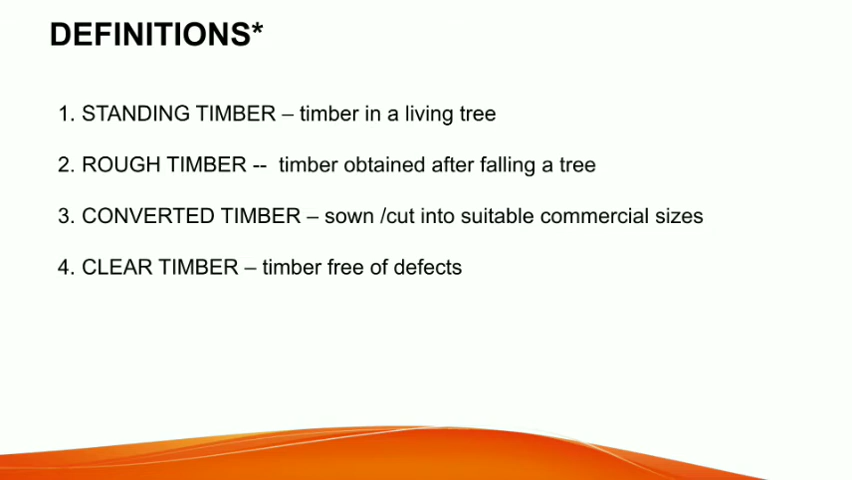 DEFINITIONS*
1. STANDING TIMBER – timber in a living tree
2. ROUGH TIMBER -- timber obtained after falling a tree
3. CONVERTED TIMBER – sown /cut into suitable commercial sizes
4. CLEAR TIMBER – timber free of defects